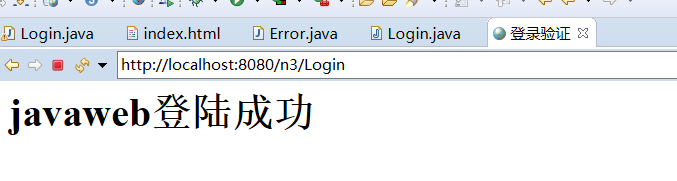 Login.java index.html Error.java Login.java 登录验证
http://localhost:8080/n3/Login
javaweb登陆成功